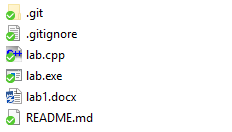 .git
.gitignore
lab.cpp
lab.exe
lab1.docx
README.md